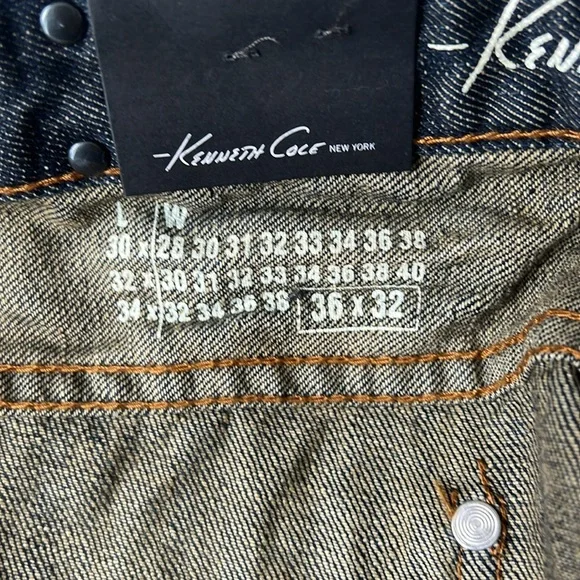 -KENNETH COLE NEW YORK
-KEN
L W
30 x 28 30 31 32 33 34 36 38
32 x 30 31 32 33 34 36 38 40
34 x 32 34 36 38
36 x 32